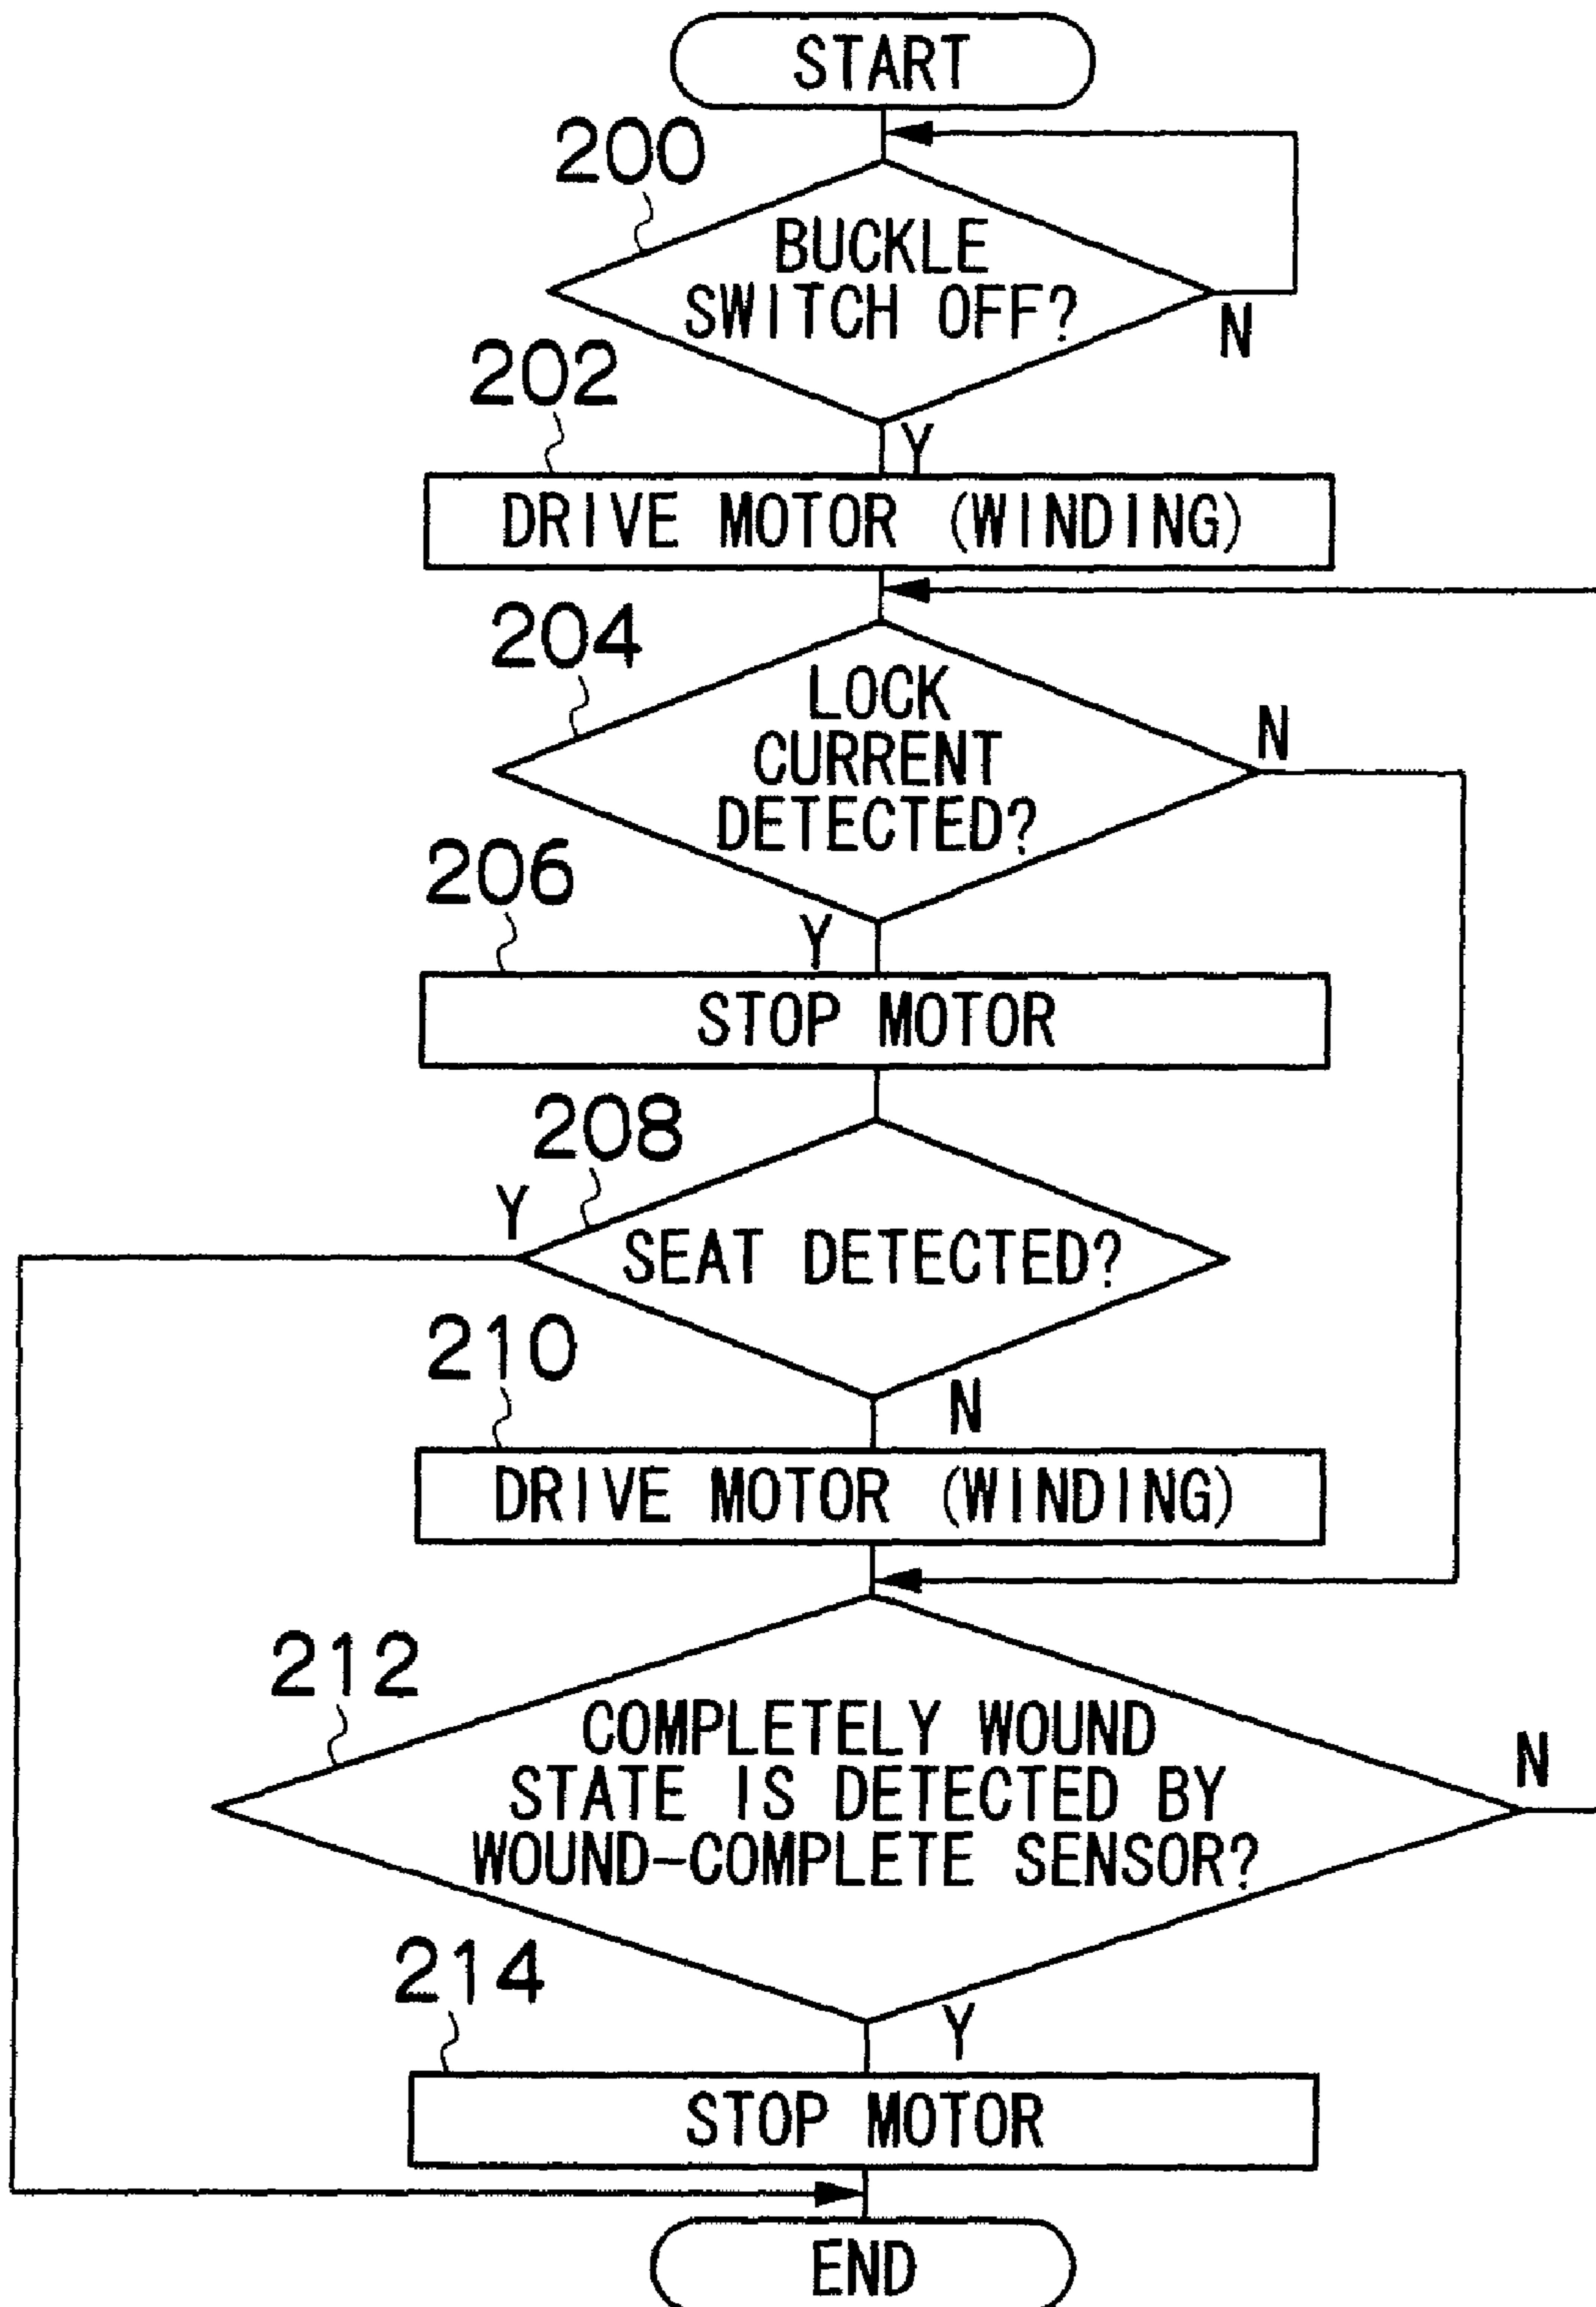 START
200
BUCKLE
SWITCH OFF?
N
202
Y
DRIVE MOTOR (WINDING)
204
LOCK
CURRENT
DETECTED?
N
206
Y
STOP MOTOR
208
Y
SEAT DETECTED?
210
N
DRIVE MOTOR (WINDING)
212
COMPLETELY WOUND
STATE IS DETECTED BY
WOUND-COMPLETE SENSOR?
N
214
Y
STOP MOTOR
END